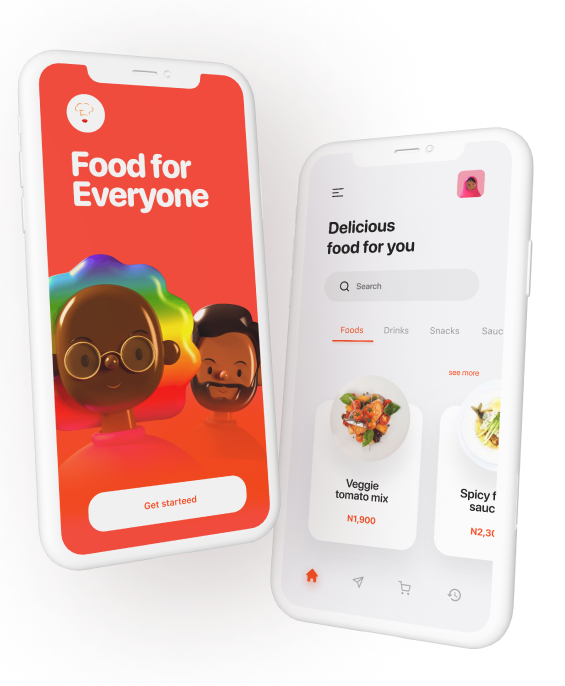 Food for
Everyone
Get starteed
Delicious
food for you
Search
Foods Drinks Snacks Sauc
see more
Veggie
tomato mix
N1,900
Spicy f
sauc
N2,30